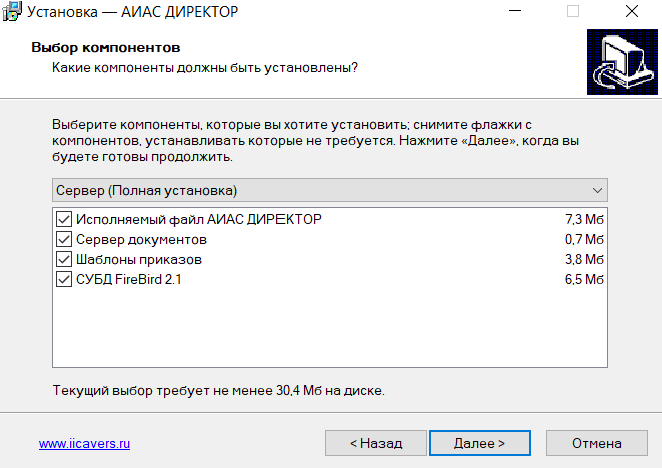 Установка — АИАС ДИРЕКТОР
Выбор компонентов
Какие компоненты должны быть установлены?
Выберите компоненты, которые вы хотите установить; снимите флажки с
компонентов, устанавливать которые не требуется. Нажмите «Далее», когда вы
будете готовы продолжить.
Сервер (Полная установка)
Исполняемый файл АИАС ДИРЕКТОР 7,3 Мб
Сервер документов 0,7 Мб
Шаблоны приказов 3,8 Мб
СУБД FireBird 2.1 6,5 Мб
Текущий выбор требует не менее 30,4 Мб на диске.
www.iicavers.ru < Назад Далее > Отмена